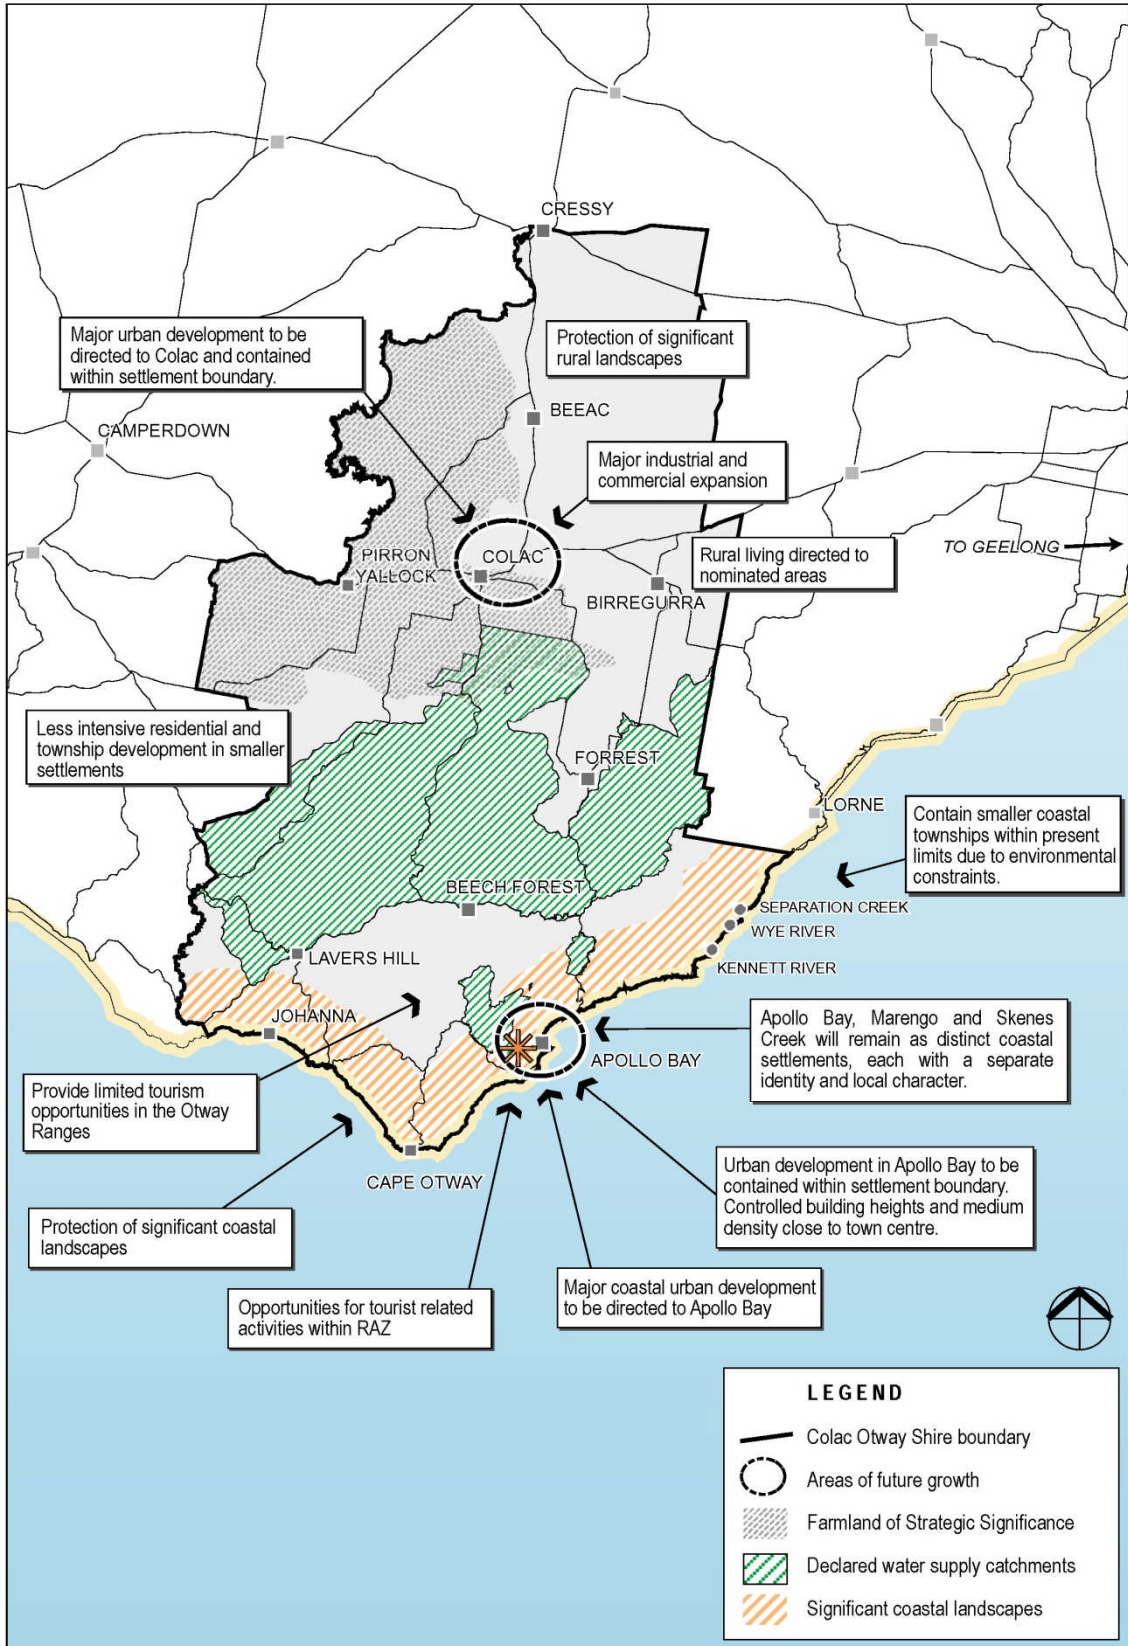 CRESSY
Major urban development to be
directed to Colac and contained
within settlement boundary.
Protection of significant
rural landscapes
BEEAC
CAMPERDOWN
Major industrial and
commercial expansion
PIRRON
YALLOCK
COLAC
Rural living directed to
nominated areas
TO GEELONG
BIRREGURRA
Less intensive residential and
township development in smaller
settlements
FORREST
LORNE
Contain smaller coastal
townships within present
limits due to environmental
constraints.
BEECH FOREST
SEPARATION CREEK
WYE RIVER
KENNETT RIVER
LAVERS HILL
JOHANNA
APOLLO BAY
Apollo Bay, Marengo and Skenes
Creek will remain as distinct coastal
settlements, each with a separate
identity and local character.
Provide limited tourism
opportunities in the Otway
Ranges
CAPE OTWAY
Urban development in Apollo Bay to be
contained within settlement boundary.
Controlled building heights and medium
density close to town centre.
Protection of significant coastal
landscapes
Opportunities for tourist related
activities within RAZ
Major coastal urban development
to be directed to Apollo Bay
LEGEND
Colac Otway Shire boundary
Areas of future growth
Farmland of Strategic Significance
Declared water supply catchments
Significant coastal landscapes